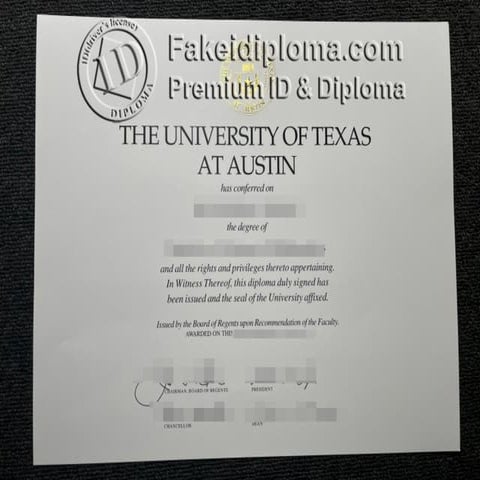 driver's license
ID
DIPLOMA
Fakeidiploma.com
Premium ID & Diploma
THE UNIVERSITY OF TEXAS
AT AUSTIN
has conferred on
the degree of
and all the rights and privileges thereto appertaining.
In Witness Thereof, this diploma duly signed has
been issued and the seal of the University affixed.
Issued by the Board of Regents upon Recommendation of the Faculty.
AWARDED ON THIS
CHAIRMAN, BOARD OF REGENTS
PRESIDENT
CHANCELLOR
DEAN